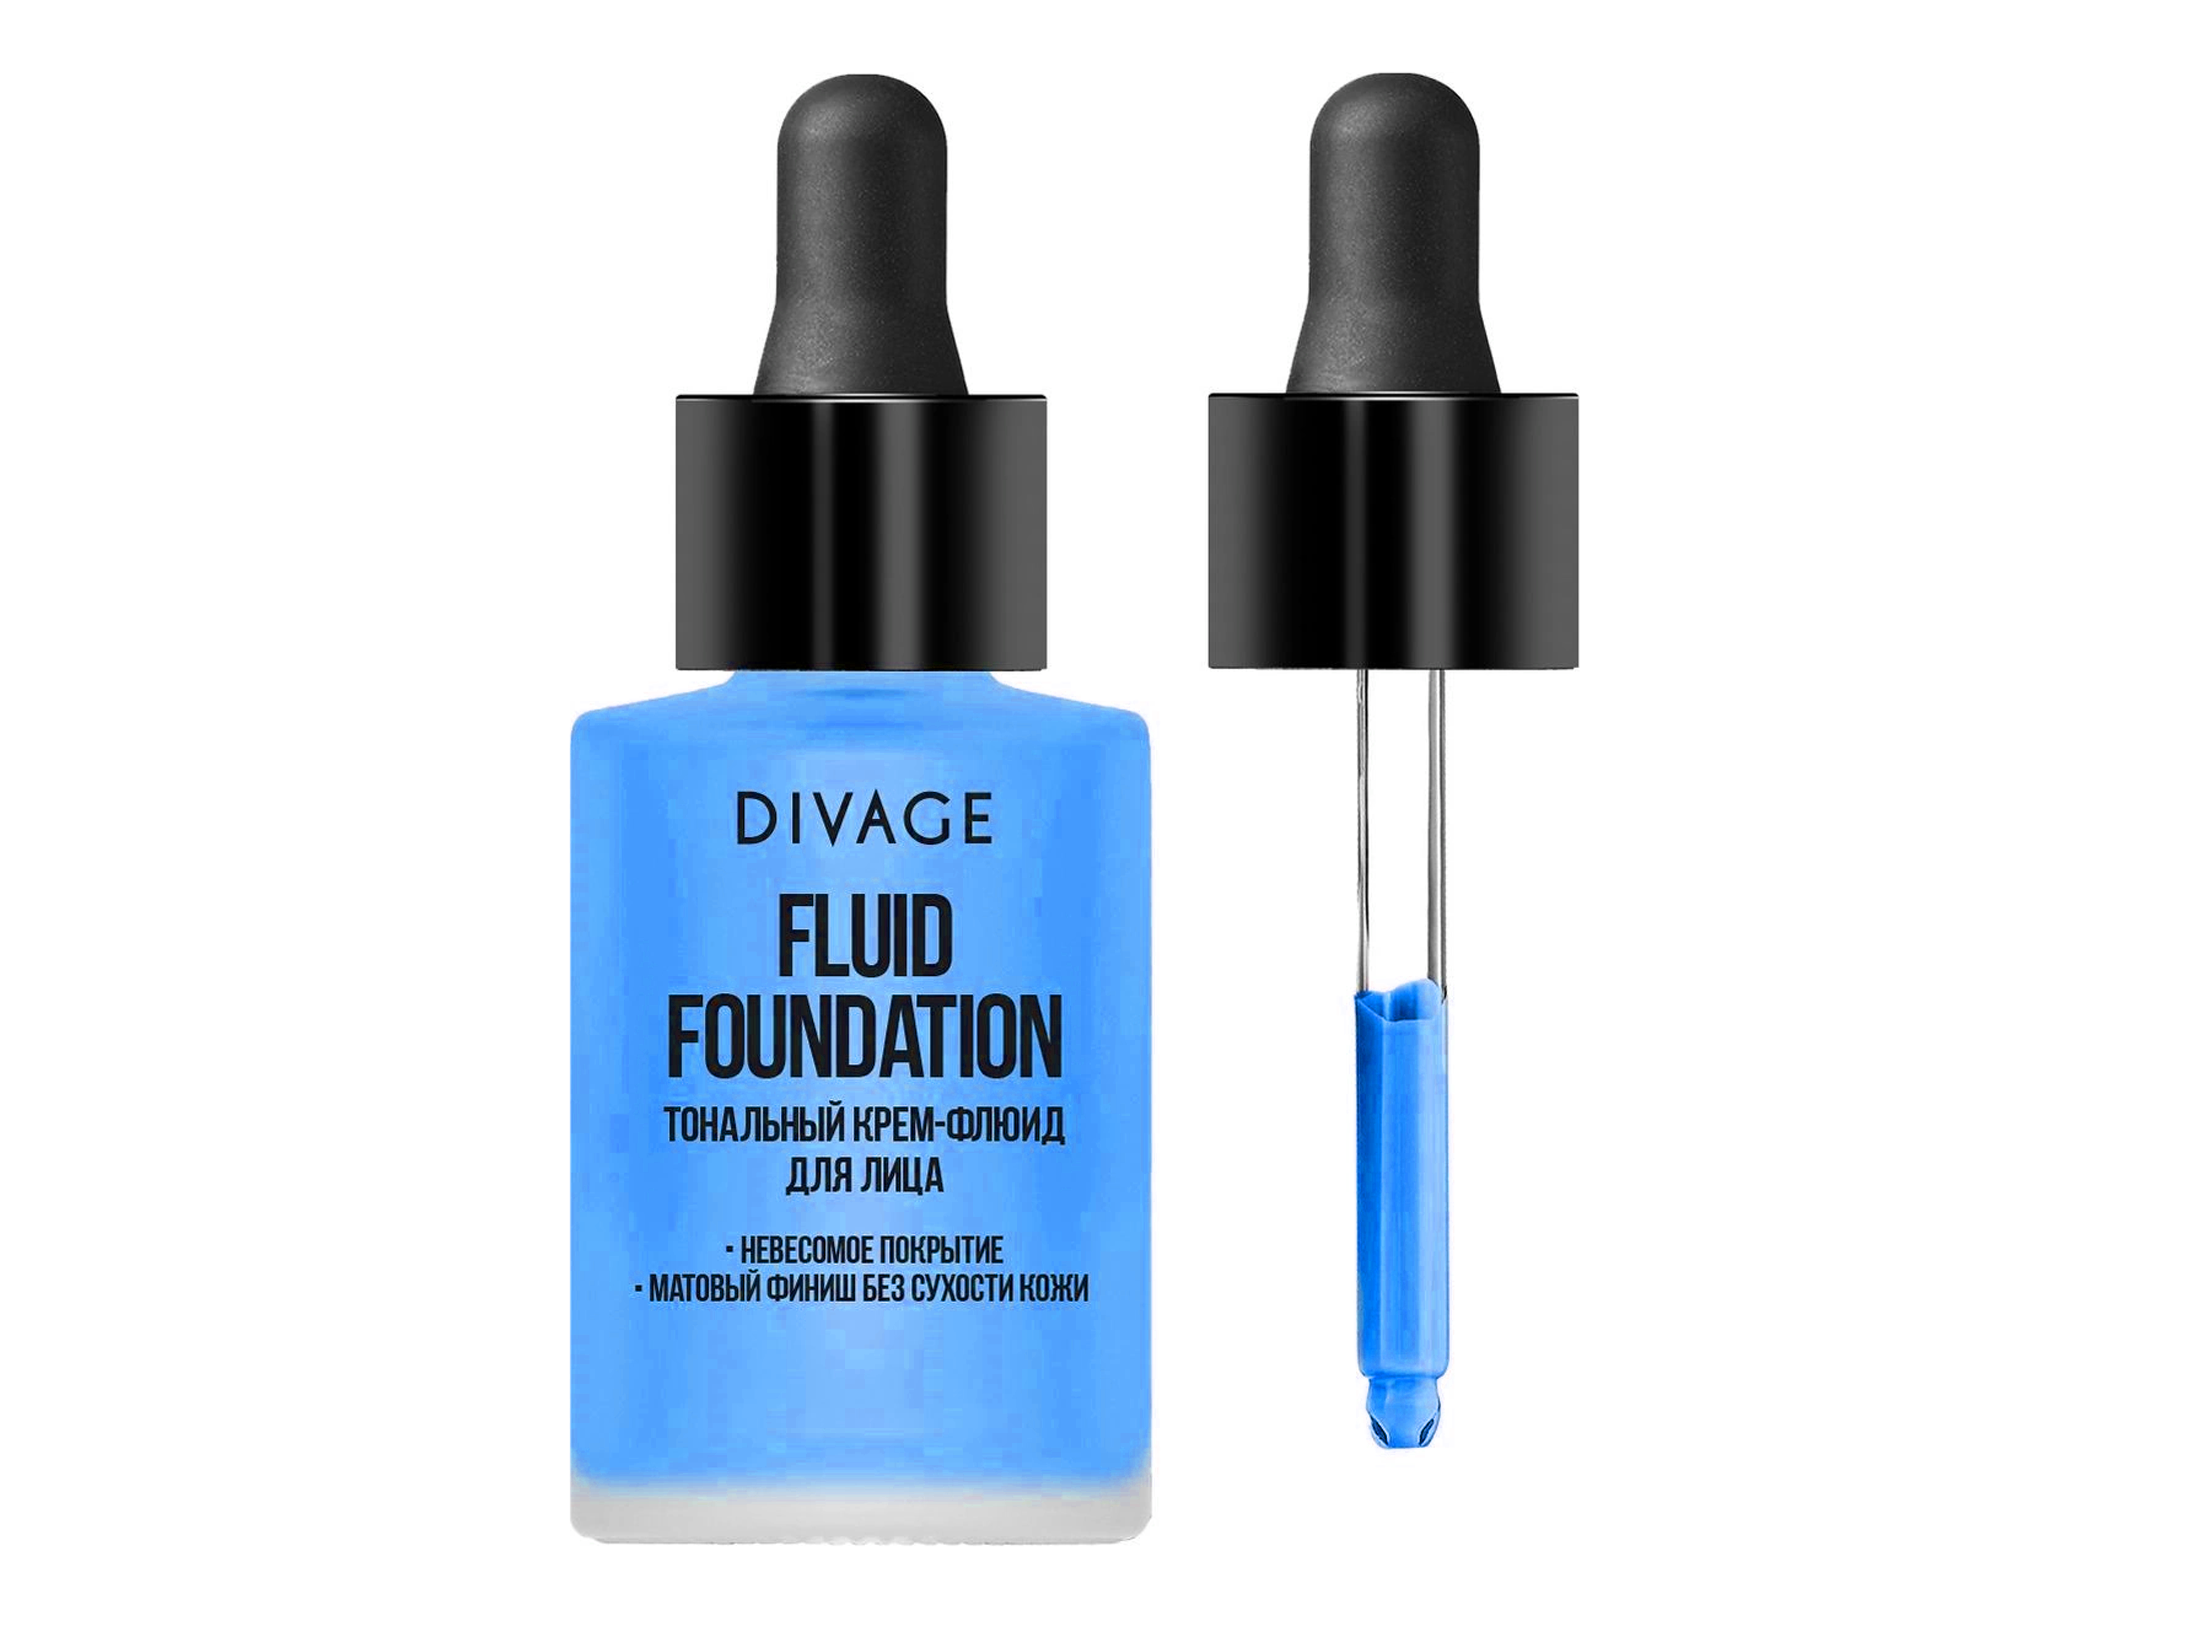 DIVAGE
FLUID
FOUNDATION
ТОНАЛЬНЫЙ КРЕМ-ФЛЮИД
ДЛЯ ЛИЦА
· НЕВЕСОМОЕ ПОКРЫТИЕ
· МАТОВЫЙ ФИНИШ БЕЗ СУХОСТИ КОЖИ